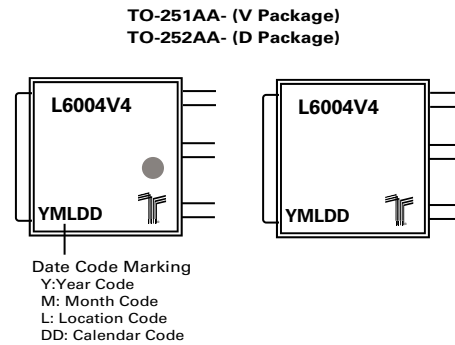 TO-251AA- (V Package)
TO-252AA- (D Package)
L6004V4
YMLDD
L6004V4
YMLDD
Date Code Marking
Y:Year Code
M: Month Code
L: Location Code
DD: Calendar Code